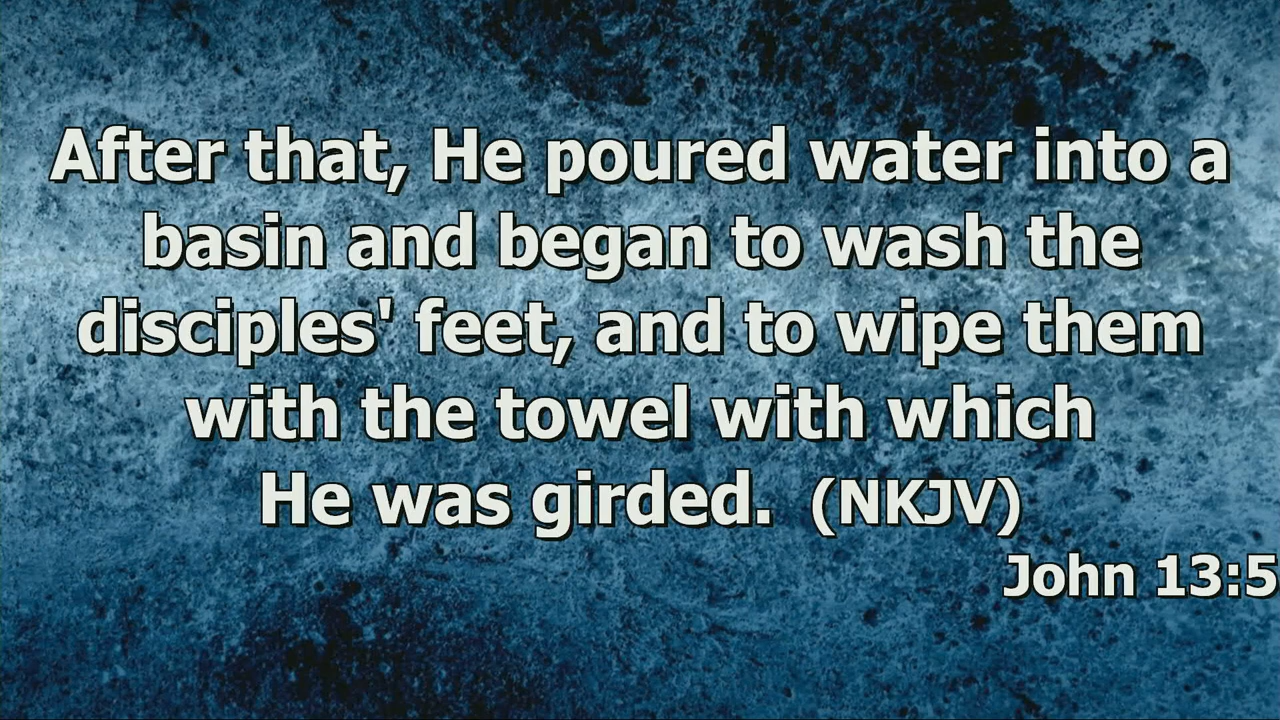 After that, He poured water into a
basin and began to wash the
disciples' feet, and to wipe them
with the towel with which
He was girded. (NKJV)
John 13:5